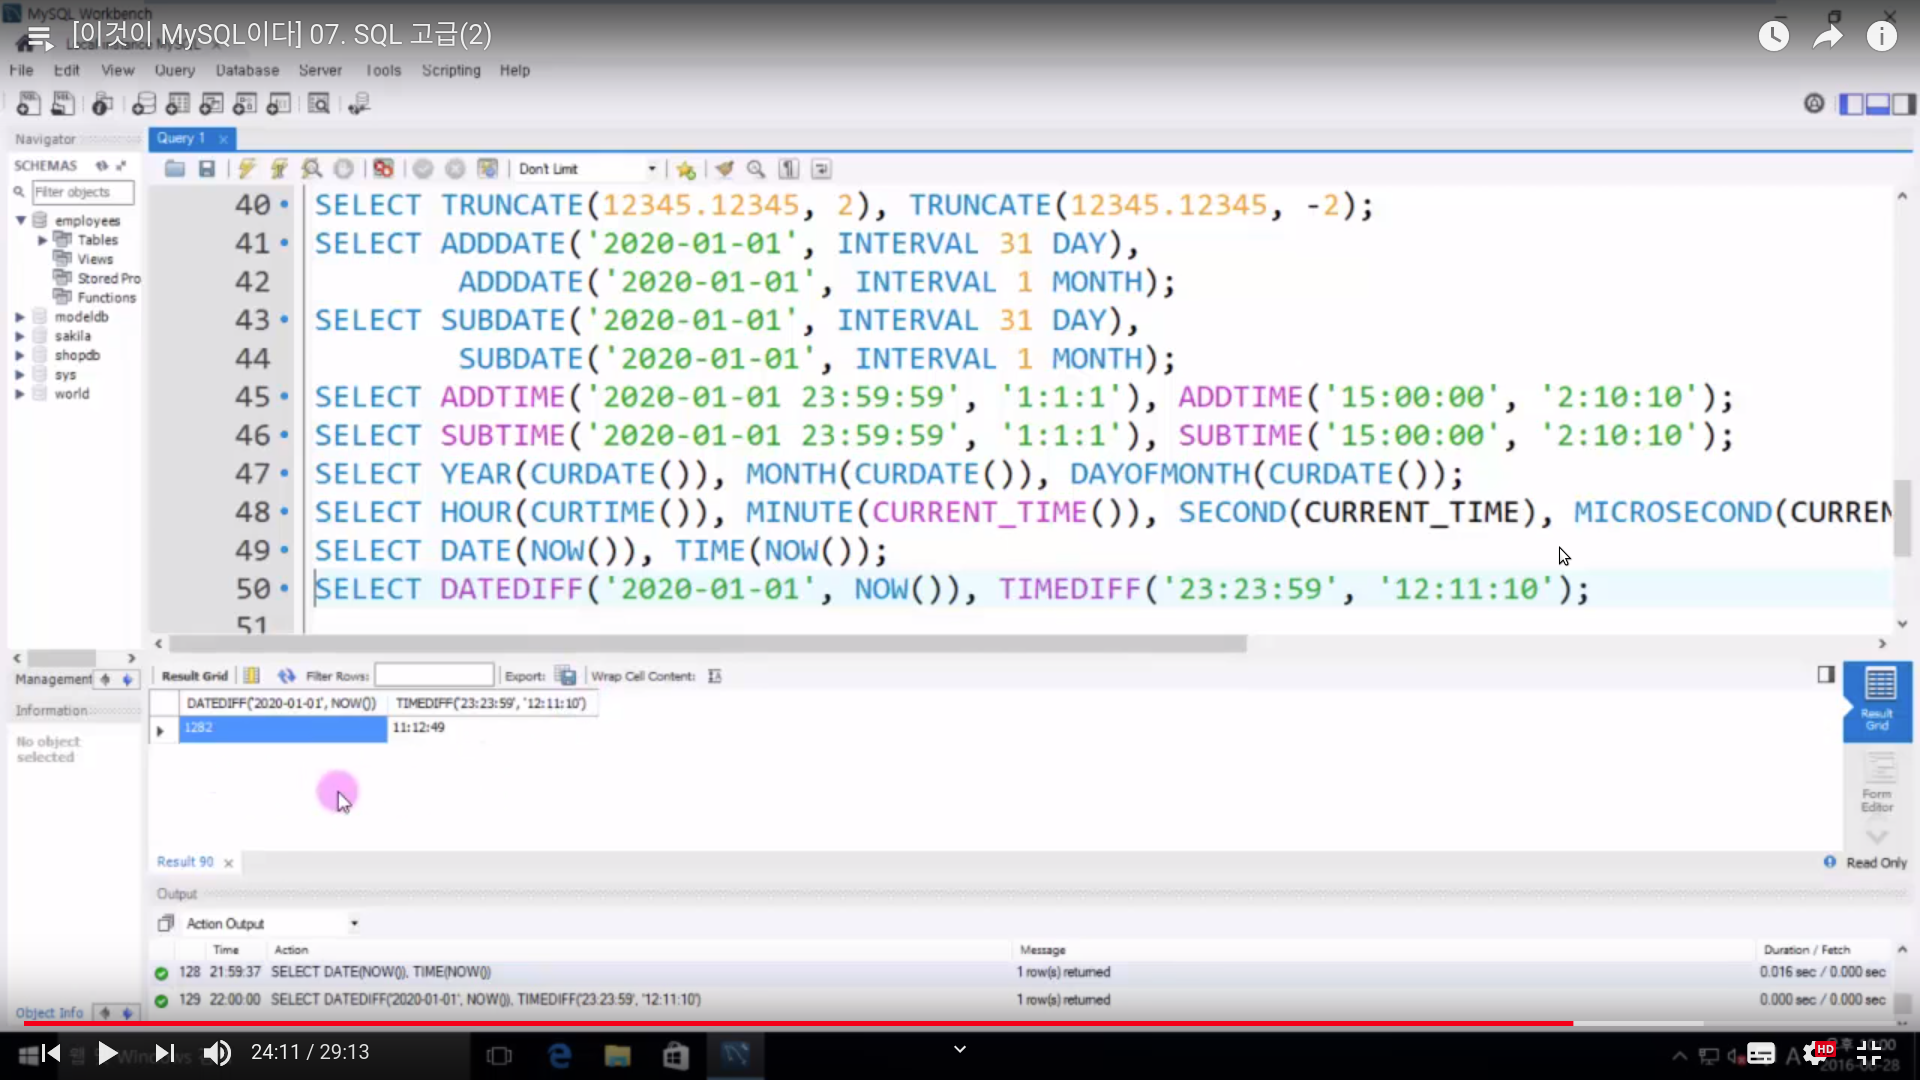 MySQL Workbench
[이것이 MySQL이다] 07. SQL 고급(2)
File Edit View Query Database Server Tools Scripting Help
Navigator
Query 1
SCHEMAS
Don't Limit
Filter objects
employees
Tables
Views
Stored Pro
Functions
modeldb
sakila
shopdb
sys
world
40 SELECT TRUNCATE(12345.12345, 2), TRUNCATE(12345.12345, -2);
41 SELECT ADDDATE('2020-01-01', INTERVAL 31 DAY),
42 ADDDATE('2020-01-01', INTERVAL 1 MONTH);
43 SELECT SUBDATE('2020-01-01', INTERVAL 31 DAY),
44 SUBDATE('2020-01-01', INTERVAL 1 MONTH);
45 SELECT ADDTIME('2020-01-01 23:59:59', '1:1:1'), ADDTIME('15:00:00', '2:10:10');
46 SELECT SUBTIME('2020-01-01 23:59:59', '1:1:1'), SUBTIME('15:00:00', '2:10:10');
47 SELECT YEAR(CURDATE()), MONTH(CURDATE()), DAYOFMONTH(CURDATE());
48 SELECT HOUR(CURTIME()), MINUTE(CURRENT_TIME()), SECOND(CURRENT_TIME), MICROSECOND(CURREN
49 SELECT DATE(NOW()), TIME(NOW());
50 SELECT DATEDIFF('2020-01-01', NOW()), TIMEDIFF('23:23:59', '12:11:10');
51
Management
Information
No object
selected
Result Grid Filter Rows: Export: Wrap Cell Content:
DATEDIFF('2020-01-01', NOW()) TIMEDIFF('23:23:59', '12:11:10')
1282 11:12:49
Result
Grid
Form
Editor
Result 90
Read Only
Output
Action Output
Time Action Message Duration / Fetch
128 21:59:37 SELECT DATE(NOW()), TIME(NOW()) 1 row(s) returned 0.016 sec / 0.000 sec
129 22:00:00 SELECT DATEDIFF('2020-01-01', NOW()), TIMEDIFF('23:23:59', '12:11:10') 1 row(s) returned 0.000 sec / 0.000 sec
Object Info
24:11 / 29:13
HD